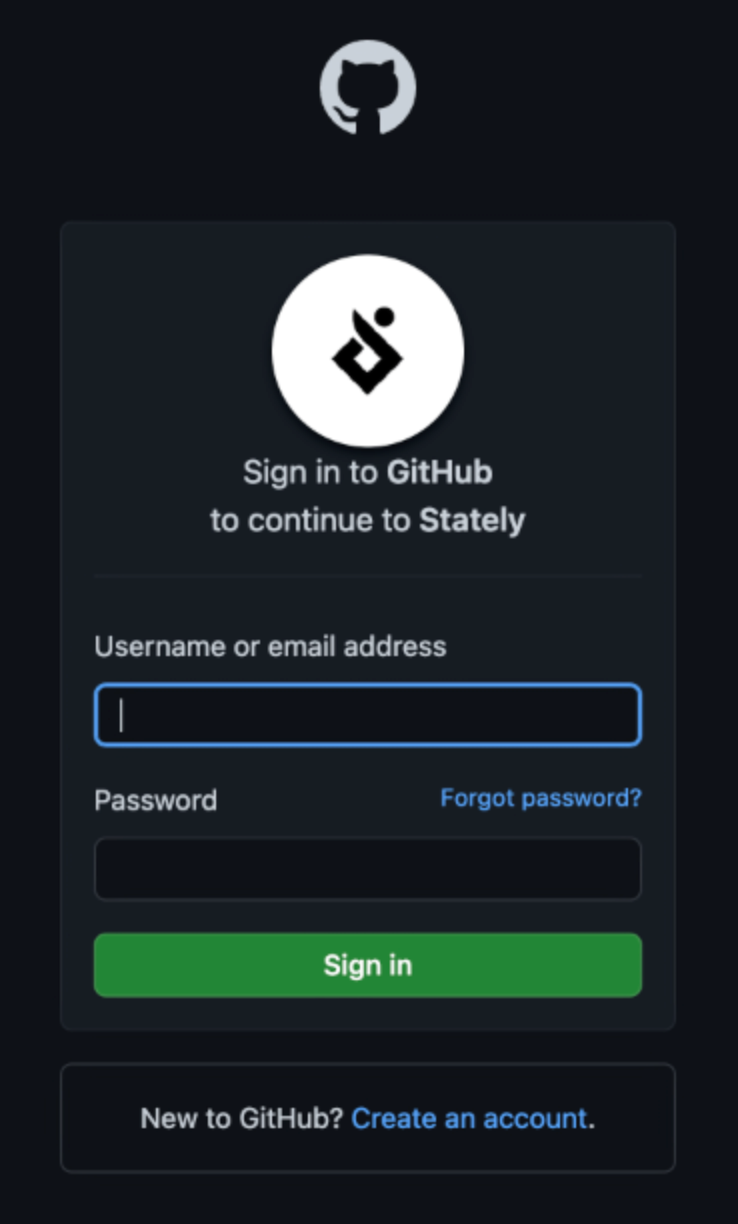 Sign in to GitHub
to continue to Stately
Username or email address
Password Forgot password?
Sign in
New to GitHub? Create an account.